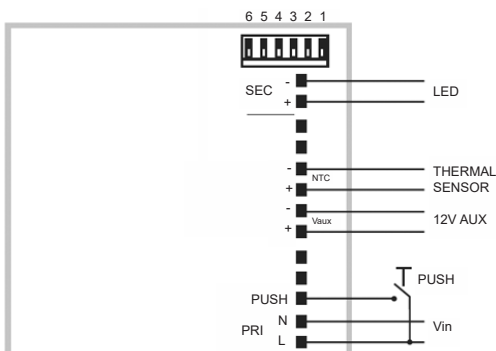 6 5 4 3 2 1
SEC
-
+
LED
-
+
NTC
THERMAL
SENSOR
-
+
Vaux
12V AUX
PUSH
PUSH
PRI
N
L
Vin